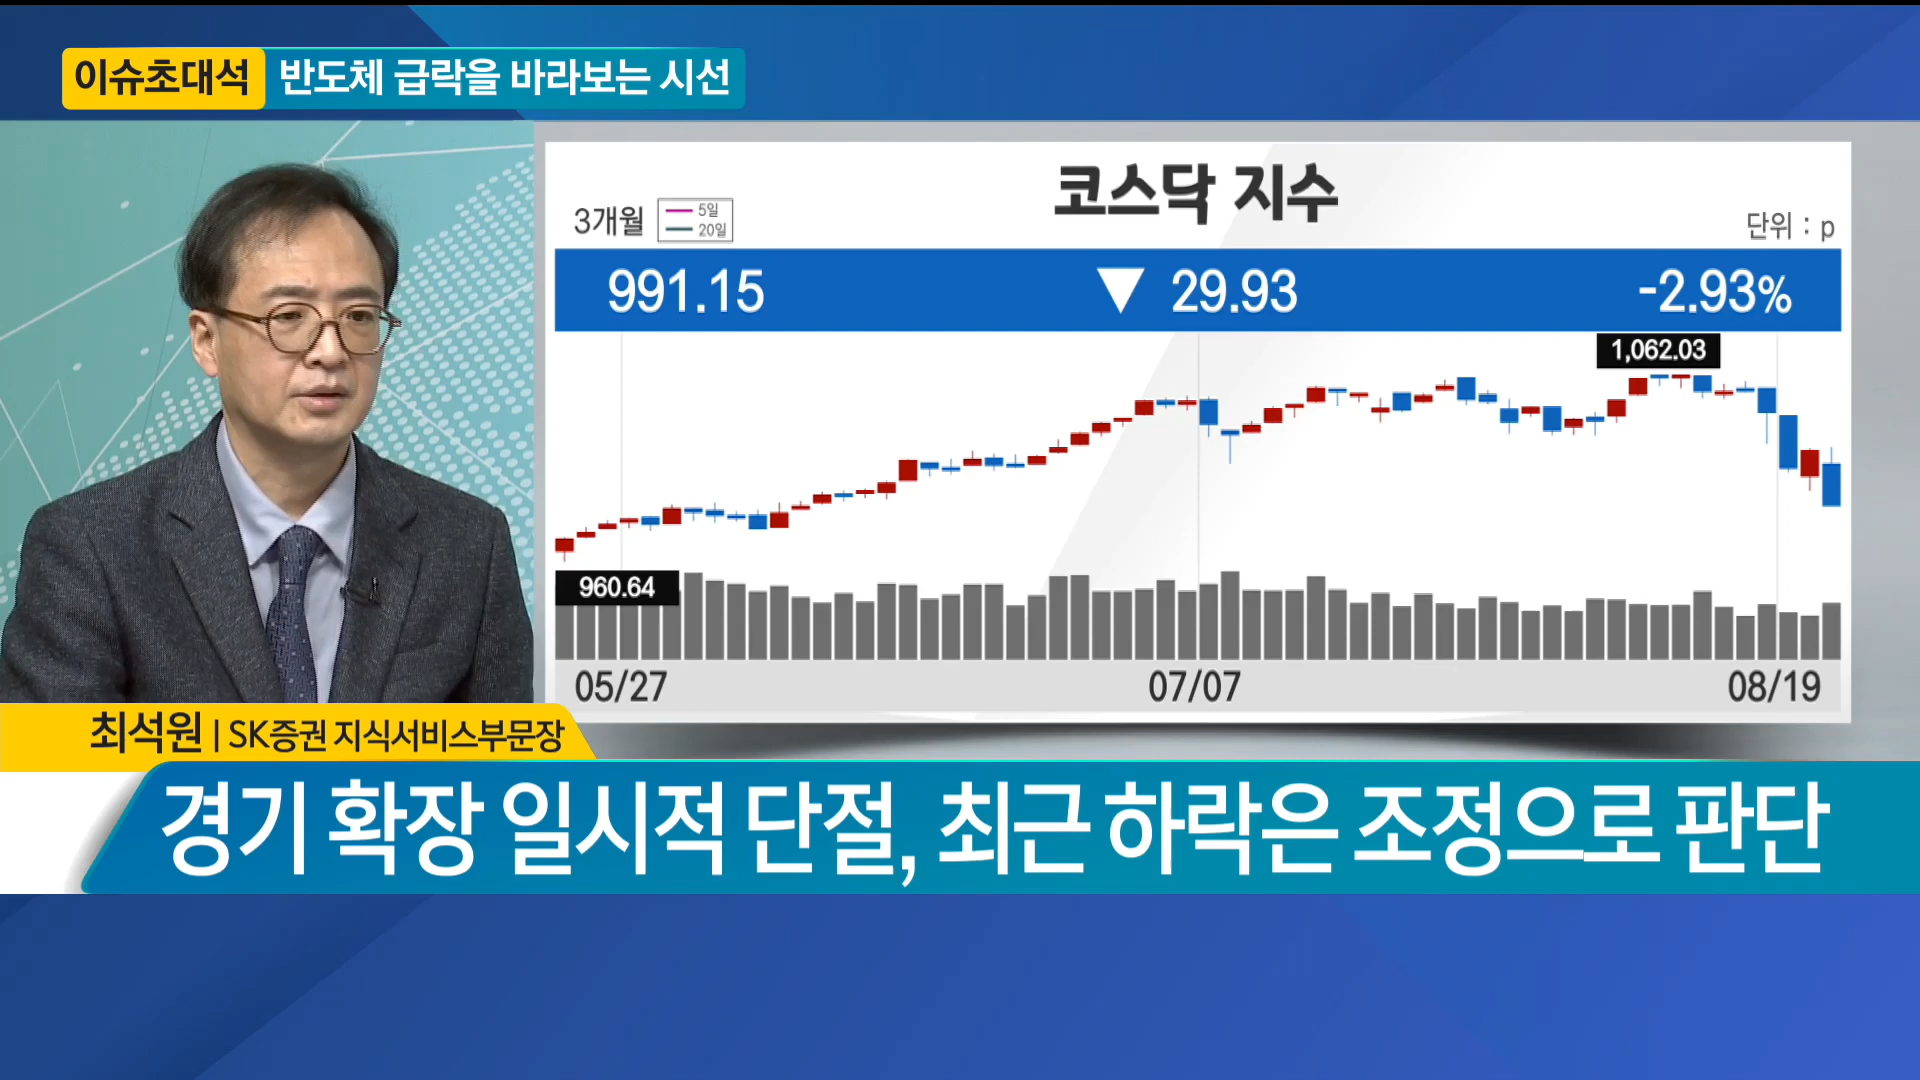 이슈초대석 반도체 급락을 바라보는 시선
코스닥 지수
3개월
5일
20일
단위 : p
991.15 ▼ 29.93 -2.93%
1,062.03
960.64
05/27 07/07 08/19
최석원 | SK증권 지식서비스부문장
경기 확장 일시적 단절, 최근 하락은 조정으로 판단